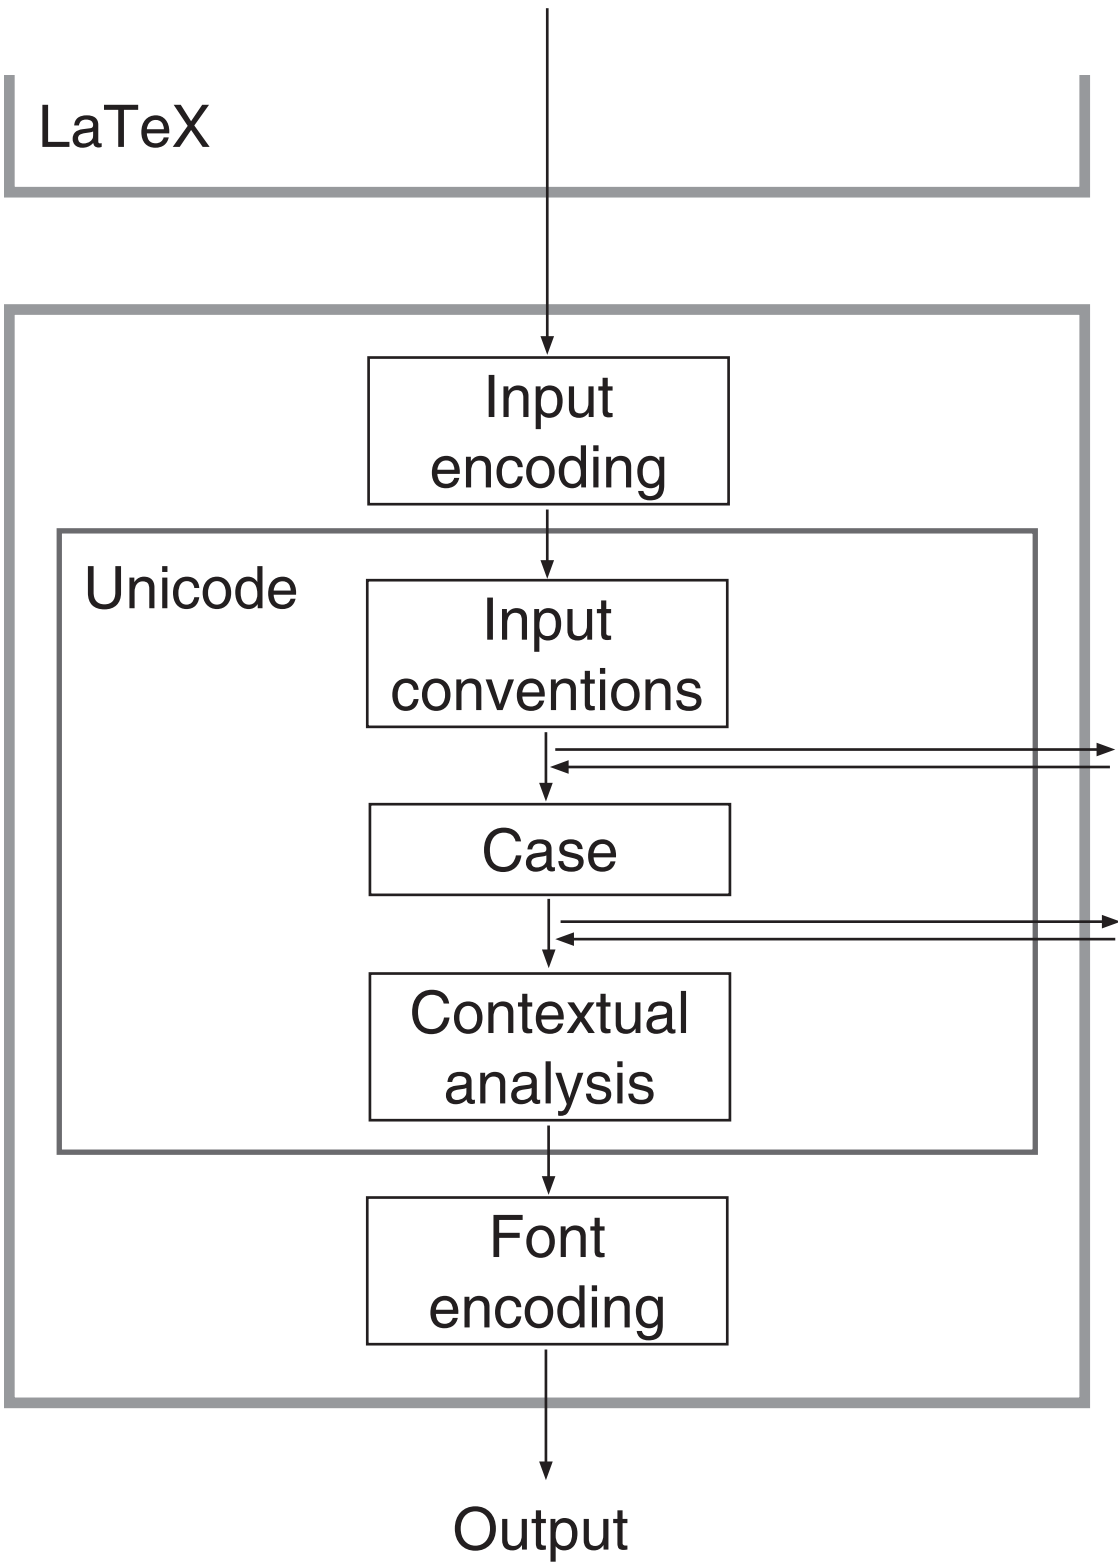 LaTeX
Input
encoding
Unicode
Input
conventions
Case
Contextual
analysis
Font
encoding
Output